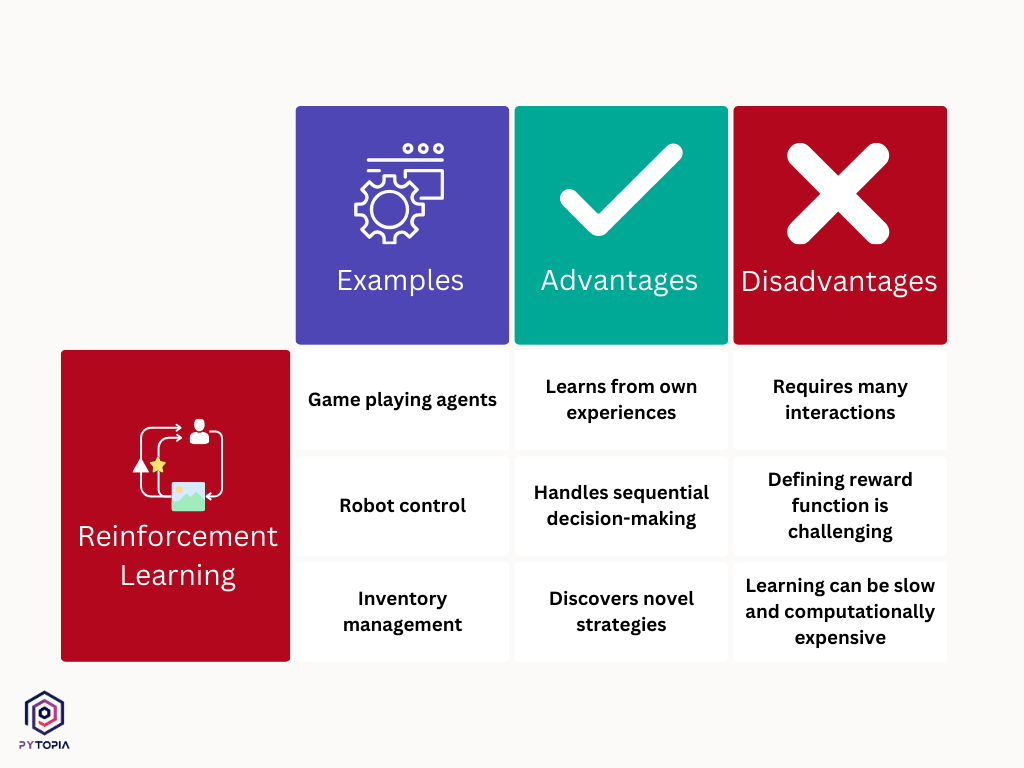 Examples
Advantages
Disadvantages
Reinforcement
Learning
Game playing agents
Learns from own
experiences
Requires many
interactions
Robot control
Handles sequential
decision-making
Defining reward
function is
challenging
Inventory
management
Discovers novel
strategies
Learning can be slow
and computationally
expensive
PYTOPIA